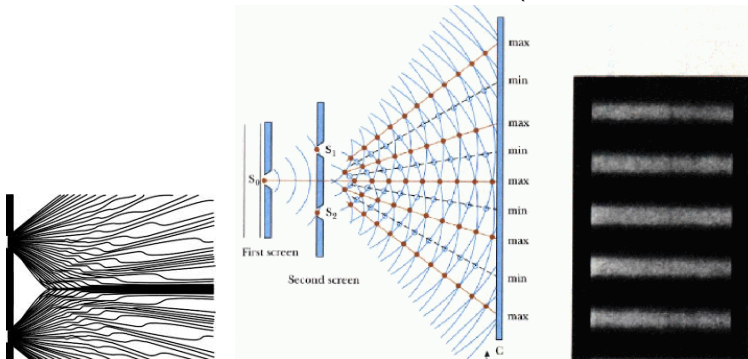 max
min
max
S1
min
S0
max
S2
min
max
First screen
min
Second screen
max
C